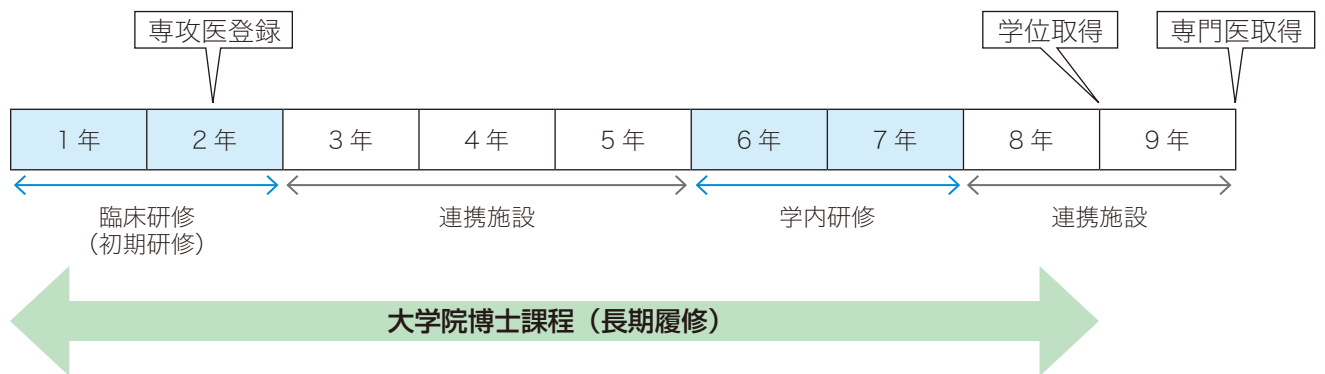 専攻医登録
学位取得
専門医取得
1年
2年
3年
4年
5年
6年
7年
8年
9年
臨床研修
（初期研修）
連携施設
学内研修
連携施設
大学院博士課程（長期履修）